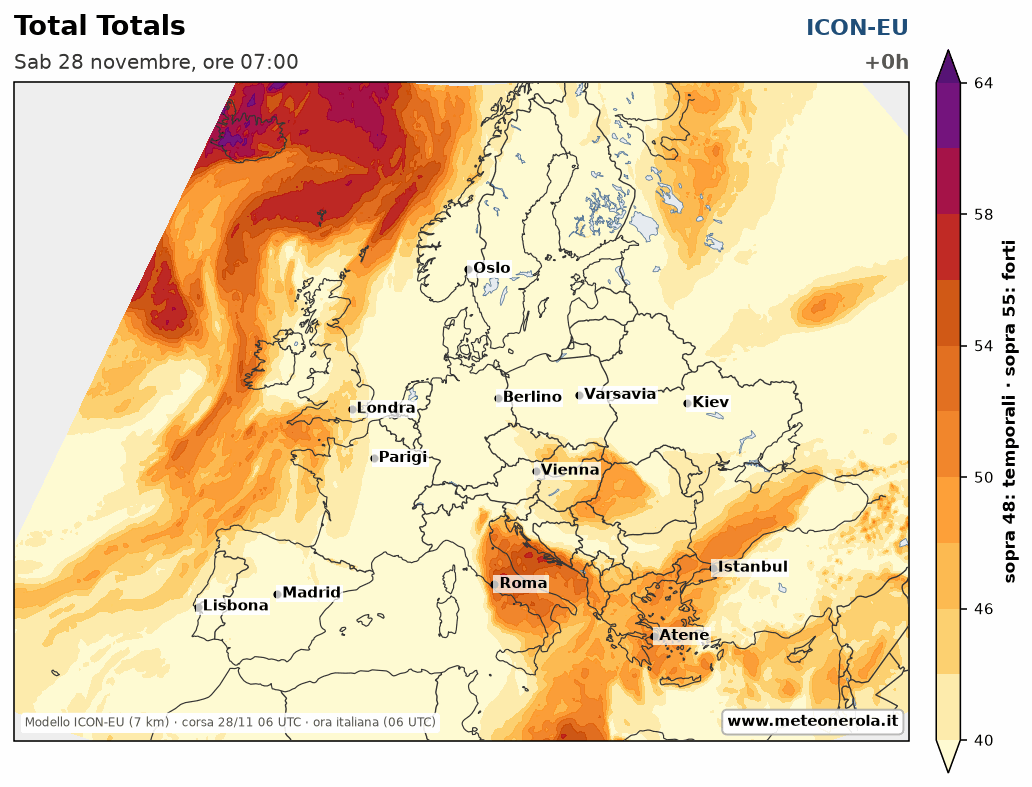 Total Totals
ICON-EU
Sab 28 novembre, ore 07:00
+0h
64
58
54
50
46
40
sopra 48: temporali · sopra 55: forti
Oslo
Berlino
Varsavia
Kiev
Londra
Parigi
Vienna
Istanbul
Roma
Madrid
Lisbona
Atene
Modello ICON-EU (7 km) · corsa 28/11 06 UTC · ora italiana (06 UTC)
www.meteonerola.it